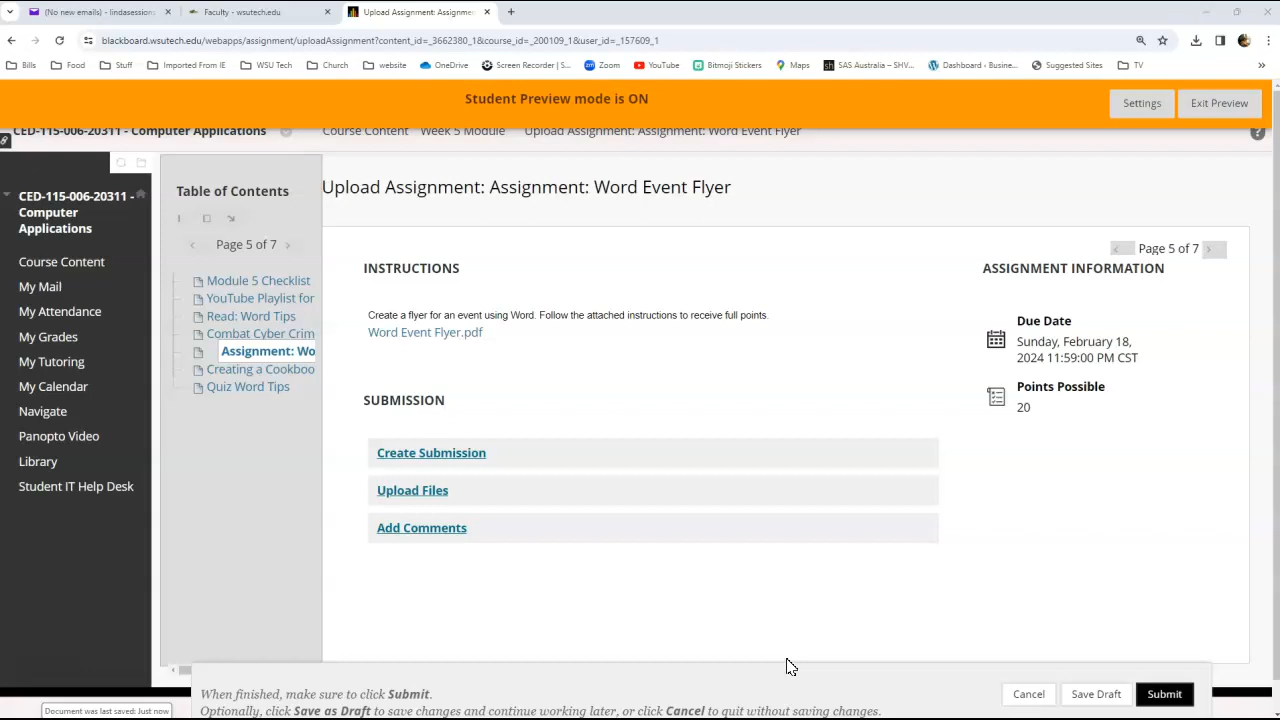 (No new emails) - lindasession
Faculty - wsutech.edu
Upload Assignment: Assignme
blackboard.wsutech.edu/webapps/assignment/uploadAssignment?content_id=_3662380_1&course_id=_200109_1&user_id=_157609_1
Bills
Food
Stuff
Imported From IE
WSU Tech
Church
website
OneDrive
Screen Recorder | S...
Zoom
YouTube
Bitmoji Stickers
Maps
SAS Australia – SHV...
Dashboard ‹ Busine...
Suggested Sites
TV
Student Preview mode is ON
Settings
Exit Preview
CED-115-006-20311 - Computer Applications
Course Content
Week 5 Module
Upload Assignment: Assignment: Word Event Flyer
CED-115-006-20311 - Computer Applications
Course Content
My Mail
My Attendance
My Grades
My Tutoring
My Calendar
Navigate
Panopto Video
Library
Student IT Help Desk
Table of Contents
Page 5 of 7
Module 5 Checklist
YouTube Playlist for
Read: Word Tips
Combat Cyber Crim
Assignment: Wo
Creating a Cookboo
Quiz Word Tips
Upload Assignment: Assignment: Word Event Flyer
Page 5 of 7
INSTRUCTIONS
Create a flyer for an event using Word. Follow the attached instructions to receive full points.
Word Event Flyer.pdf
SUBMISSION
Create Submission
Upload Files
Add Comments
ASSIGNMENT INFORMATION
Due Date
Sunday, February 18,
2024 11:59:00 PM CST
Points Possible
20
When finished, make sure to click Submit.
Optionally, click Save as Draft to save changes and continue working later, or click Cancel to quit without saving changes.
Cancel
Save Draft
Submit
Document was last saved: Just now